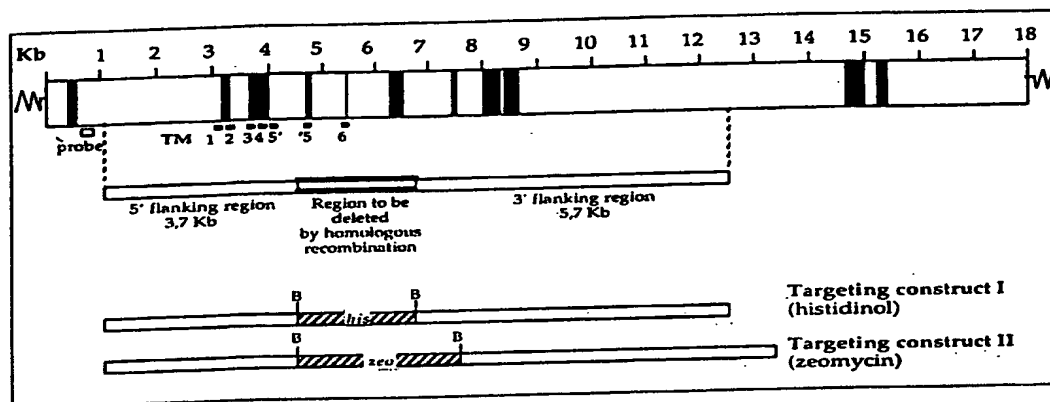 Kb 1 2 3 4 5 6 7 8 9 10 11 12 13 14 15 16 17 18
probe TM 1 2 3 4 5' '5 6
5' flanking region
3,7 Kb
Region to be
deleted
by homologous
recombination
3' flanking region
5,7 Kb
B B
his
Targeting construct I
(histidinol)
B B
zeo
Targeting construct II
(zeomycin)